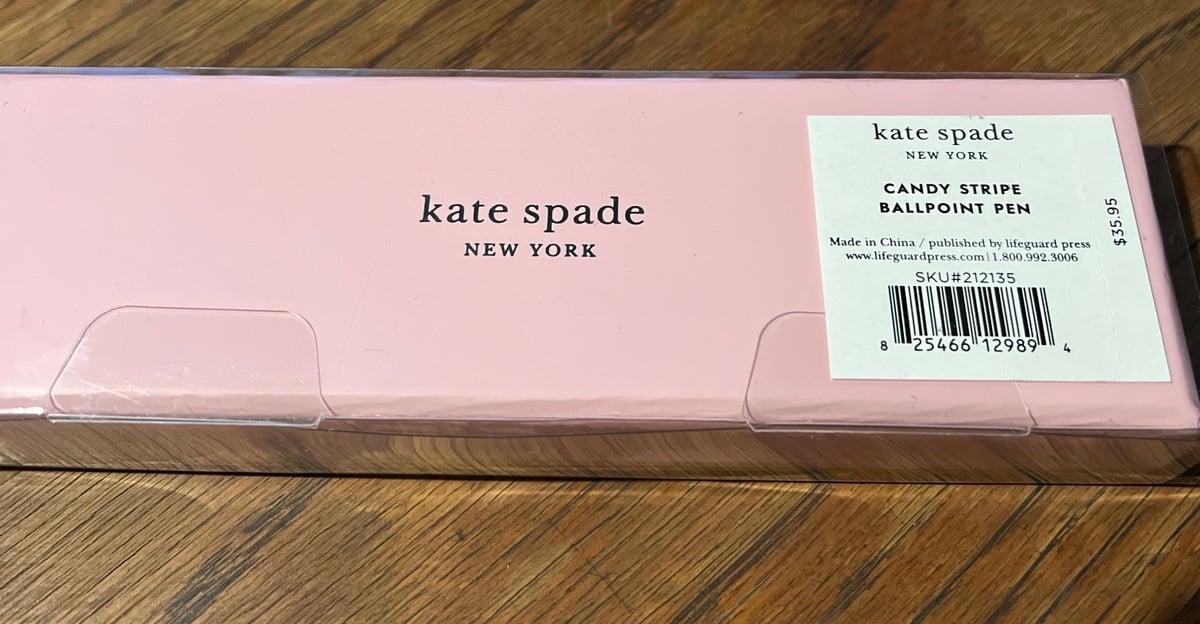 kate spade
NEW YORK
kate spade
NEW YORK
CANDY STRIPE
BALLPOINT PEN
Made in China / published by lifeguard press
www.lifeguardpress.com | 1.800.992.3006
SKU#212135
8 25466 12989 4
$35.95